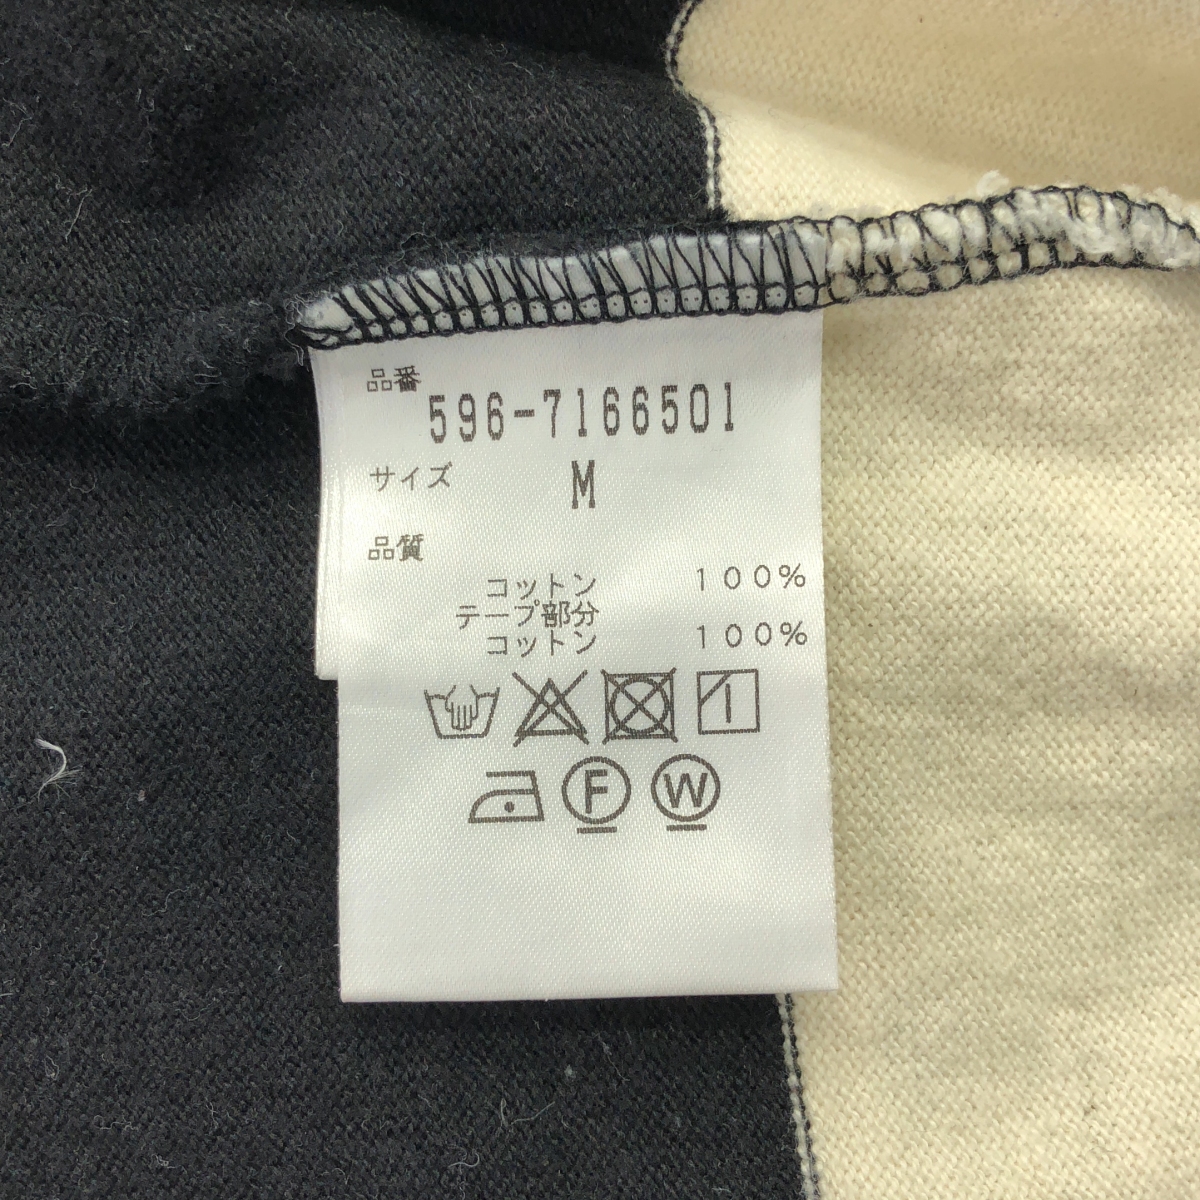 品番
596-7166501
サイズ M
品質
コットン 100%
テープ部分
コットン 100%
F W